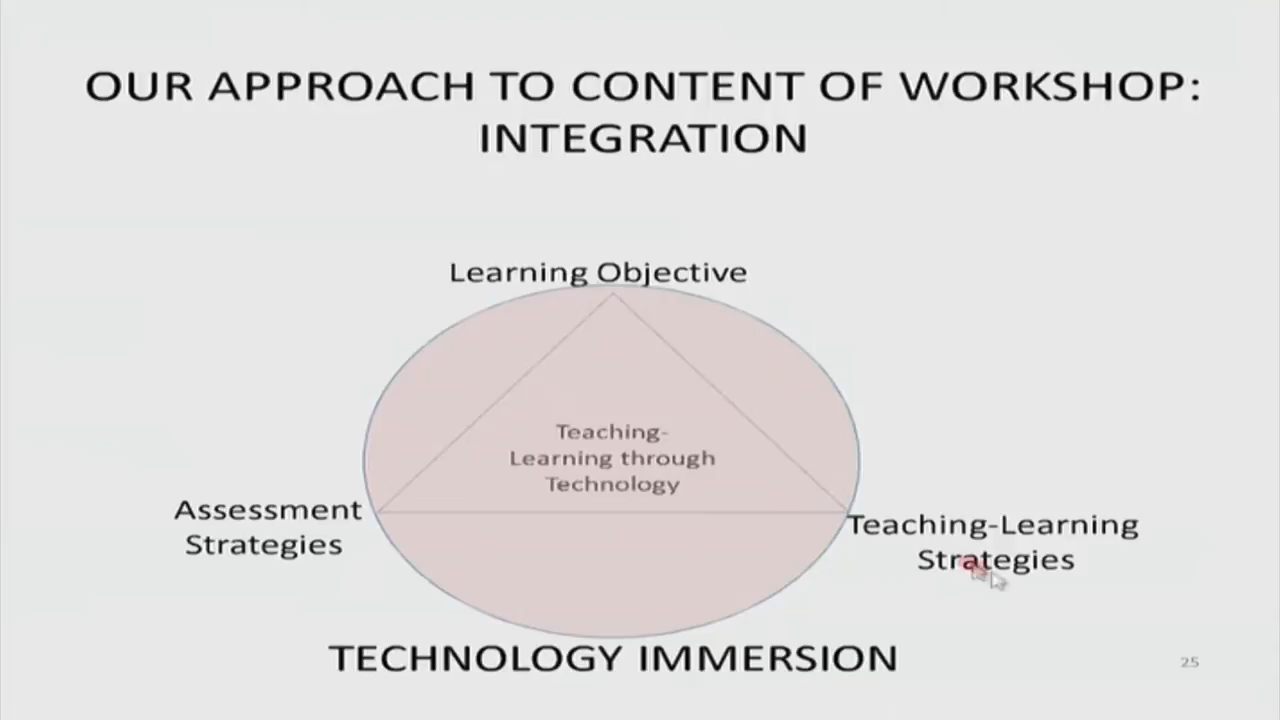 OUR APPROACH TO CONTENT OF WORKSHOP:
INTEGRATION
Learning Objective
Teaching-
Learning through
Technology
Assessment
Strategies
Teaching-Learning
Strategies
TECHNOLOGY IMMERSION
25